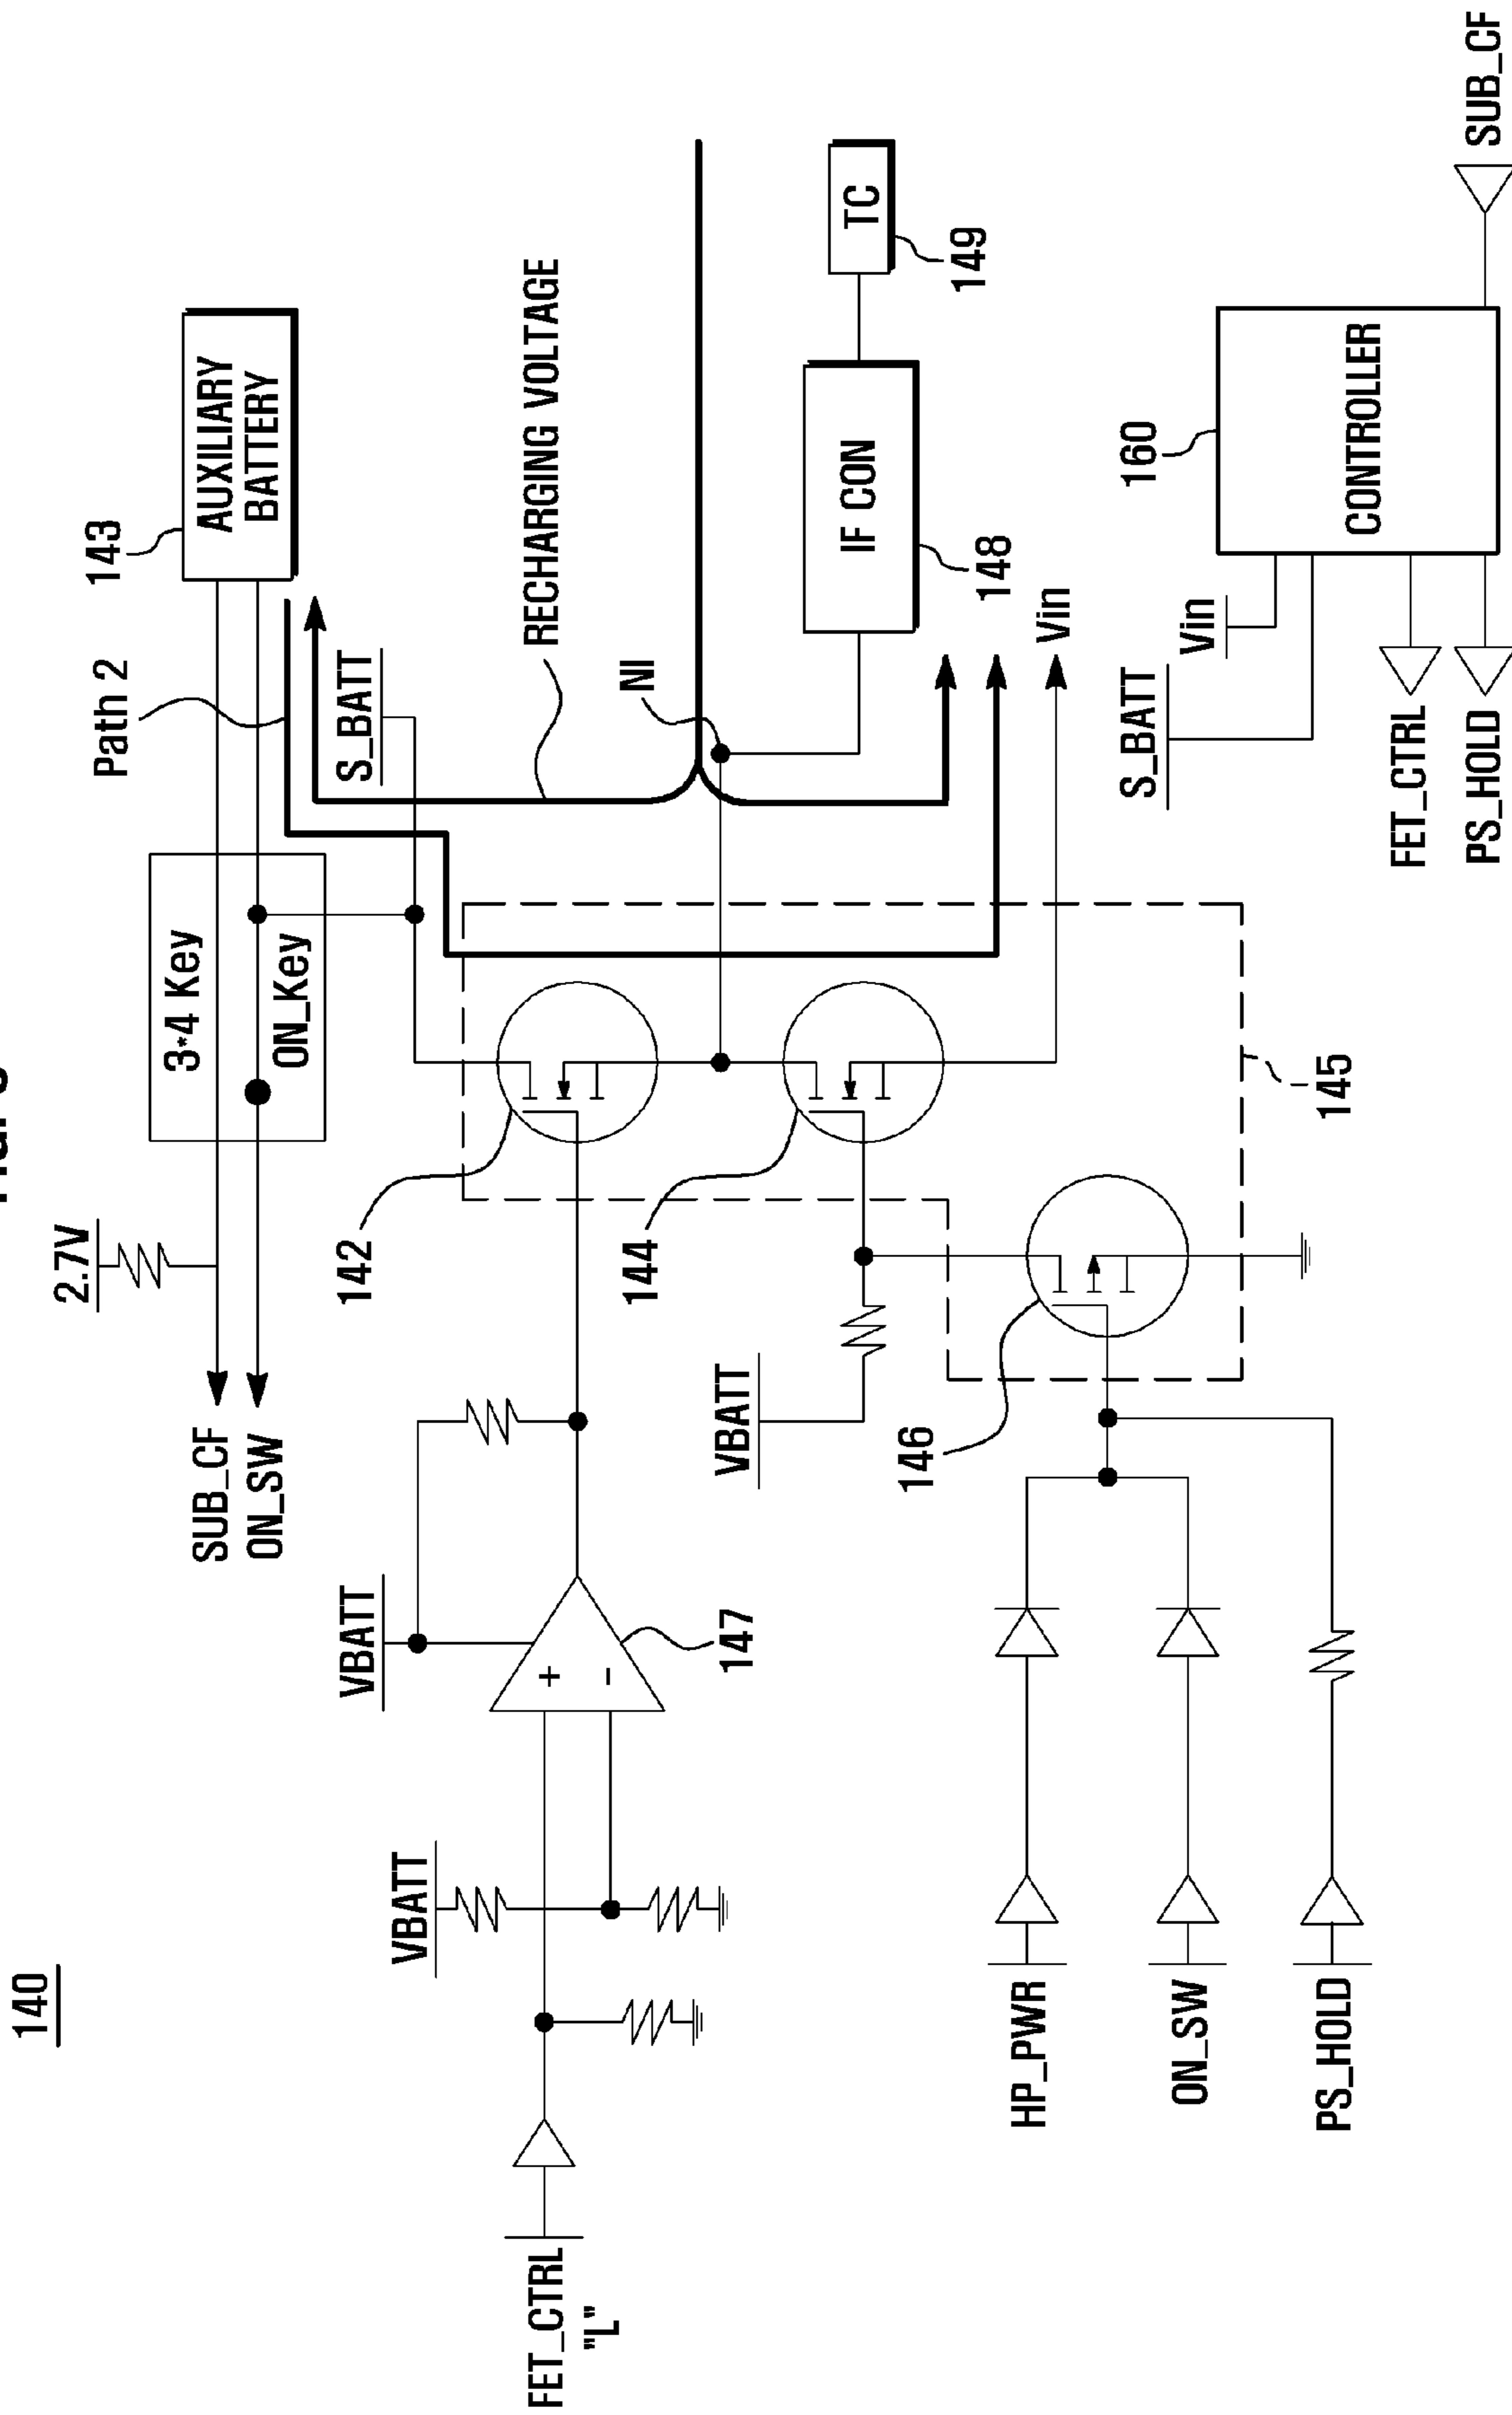 140
2.7V
Path 2
143
3*4 Key
ON_Key
AUXILIARY
BATTERY
SUB_CF
ON_SW
VBATT
142
S_BATT
VBATT
FET_CTRL
"L"
RECHARGING VOLTAGE
+
-
147
144
NI
VBATT
IF CON
TC
146
148
149
HP_PWR
Vin
ON_SW
160
S_BATT
Vin
PS_HOLD
145
CONTROLLER
FET_CTRL
PS_HOLD
SUB_CF